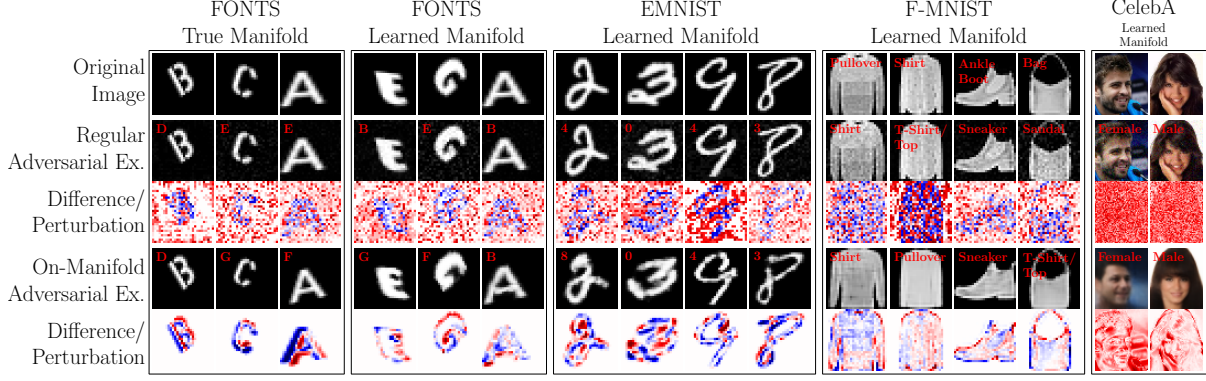 FONTS FONTS EMNIST F-MNIST CelebA
True Manifold Learned Manifold Learned Manifold Learned Manifold Learned
Manifold
Original
Image
Pullover Shirt Ankle
Boot Bag
Regular
Adversarial Ex.
D E E B E B 4 0 4 3 Shirt T-Shirt/
Top Sneaker Sandal Female Male
Difference/
Perturbation
On-Manifold
Adversarial Ex.
D G F G F B 8 0 4 3 Shirt Pullover Sneaker T-Shirt/
Top Female Male
Difference/
Perturbation